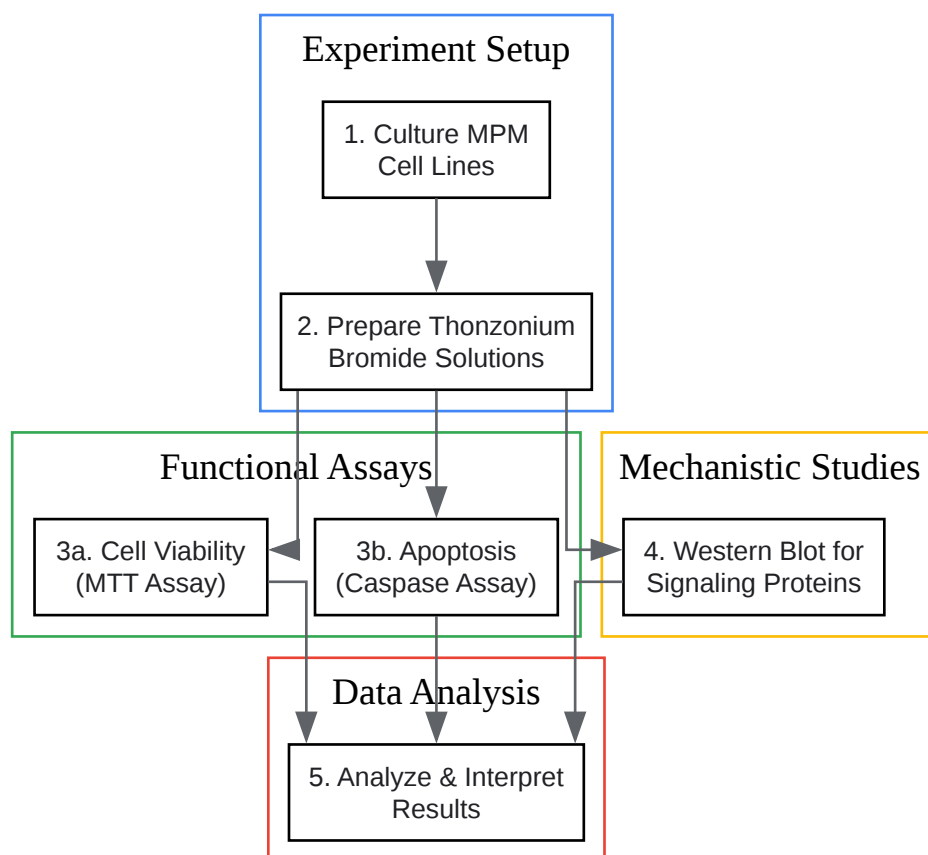 Experiment Setup
1. Culture MPM
Cell Lines
2. Prepare Thonzonium
Bromide Solutions
Functional Assays
3a. Cell Viability
(MTT Assay)
3b. Apoptosis
(Caspase Assay)
Mechanistic Studies
4. Western Blot for
Signaling Proteins
Data Analysis
5. Analyze & Interpret
Results